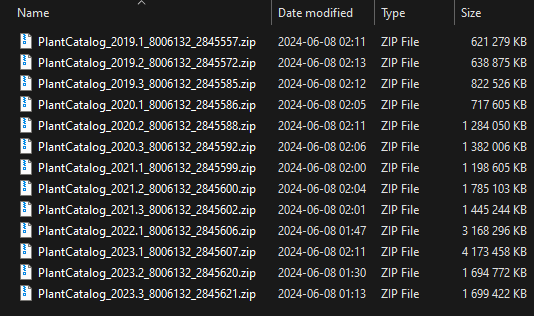 Name Date modified Type Size
PlantCatalog_2019.1_8006132_2845557.zip 2024-06-08 02:11 ZIP File 621 279 KB
PlantCatalog_2019.2_8006132_2845572.zip 2024-06-08 02:13 ZIP File 638 875 KB
PlantCatalog_2019.3_8006132_2845585.zip 2024-06-08 02:12 ZIP File 822 526 KB
PlantCatalog_2020.1_8006132_2845586.zip 2024-06-08 02:05 ZIP File 717 605 KB
PlantCatalog_2020.2_8006132_2845588.zip 2024-06-08 02:11 ZIP File 1 284 050 KB
PlantCatalog_2020.3_8006132_2845592.zip 2024-06-08 02:06 ZIP File 1 382 006 KB
PlantCatalog_2021.1_8006132_2845599.zip 2024-06-08 02:00 ZIP File 1 198 605 KB
PlantCatalog_2021.2_8006132_2845600.zip 2024-06-08 02:04 ZIP File 1 785 103 KB
PlantCatalog_2021.3_8006132_2845602.zip 2024-06-08 02:01 ZIP File 1 445 244 KB
PlantCatalog_2022.1_8006132_2845606.zip 2024-06-08 01:47 ZIP File 3 168 296 KB
PlantCatalog_2023.1_8006132_2845607.zip 2024-06-08 02:11 ZIP File 4 173 458 KB
PlantCatalog_2023.2_8006132_2845620.zip 2024-06-08 01:30 ZIP File 1 694 772 KB
PlantCatalog_2023.3_8006132_2845621.zip 2024-06-08 01:13 ZIP File 1 699 422 KB